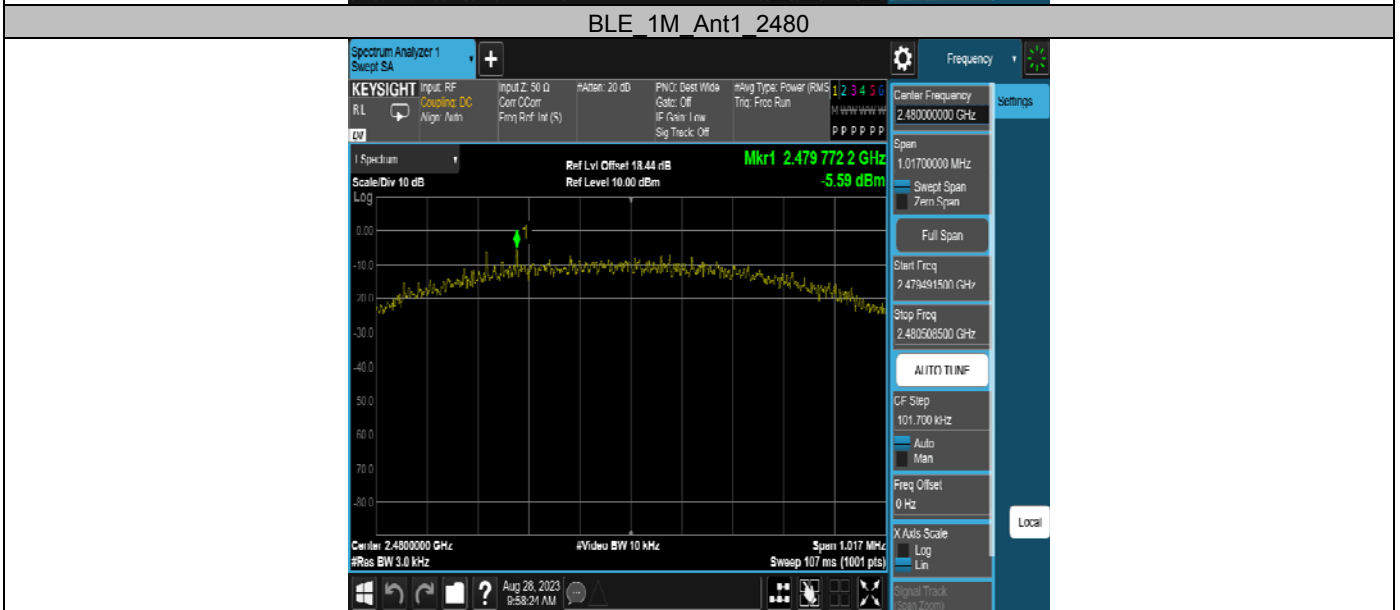 BLE_1M_Ant1_2480
Spectrum Analyzer 1
Swept SA
Frequency
KEYSIGHT
RL
Input: RF
Coupling: DC
Align: Auto
Input Z: 50 Ω
Corr CCorr
Freq Ref: Int (S)
#Atten: 20 dB
PNO: Best Wide
Gate: Off
IF Gain: Low
Sig Track: Off
#Avg Type: Power (RMS
Trig: Free Run
1 2 3 4 5 6
M W W W W W
P P P P P P
1 Spectrum
Scale/Div 10 dB
Ref Lvl Offset 18.44 dB
Ref Level 10.00 dBm
Mkr1 2.479 772 2 GHz
-5.59 dBm
Log
1
0.00
-10.0
-20.0
-30.0
-40.0
-50.0
-60.0
-70.0
-80.0
Center 2.4800000 GHz
#Res BW 3.0 kHz
#Video BW 10 kHz
Span 1.017 MHz
Sweep 107 ms (1001 pts)
Center Frequency
2.480000000 GHz
Settings
Span
1.01700000 MHz
Swept Span
Zero Span
Full Span
Start Freq
2.479491500 GHz
Stop Freq
2.480508500 GHz
AUTO TUNE
CF Step
101.700 kHz
Auto
Man
Freq Offset
0 Hz
X Axis Scale
Log
Lin
Local
Signal Track
(Span Zoom)
?
Aug 28, 2023
9:58:24 AM